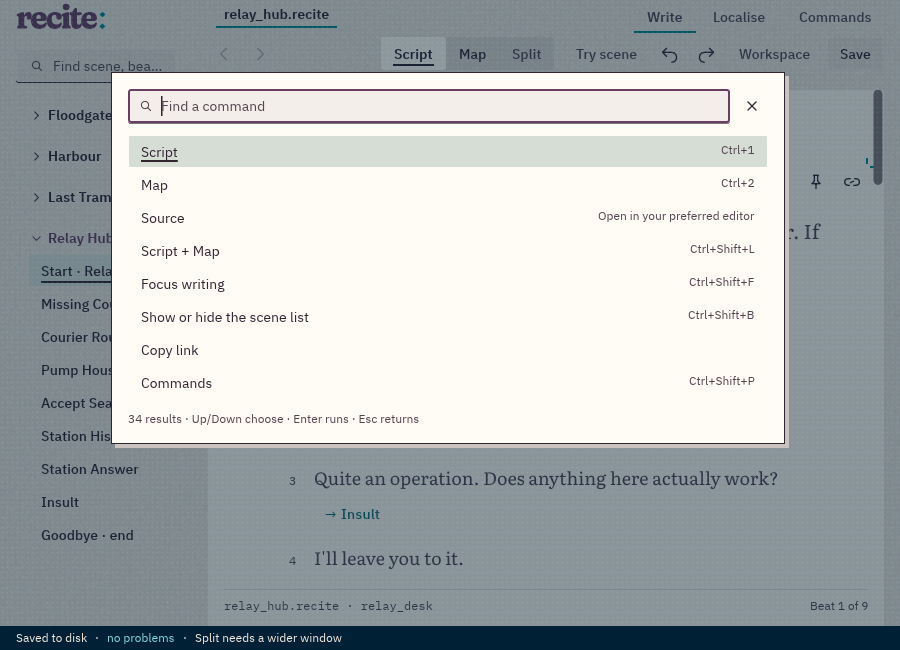 recite:
relay_hub.recite
Write Localise Commands
Find scene, bea...
Script Map Split Try scene Workspace Save
Find a command
Floodgate
Harbour
Last Tram
Relay Hub
Start · Rela
Missing Cou
Courier Rou
Pump Hous
Accept Sea
Station His
Station Answer
Insult
Goodbye · end
Script Ctrl+1
Map Ctrl+2
Source Open in your preferred editor
Script + Map Ctrl+Shift+L
Focus writing Ctrl+Shift+F
Show or hide the scene list Ctrl+Shift+B
Copy link
Commands Ctrl+Shift+P
34 results · Up/Down choose · Enter runs · Esc returns
r. If
3 Quite an operation. Does anything here actually work?
→ Insult
4 I'll leave you to it.
relay_hub.recite · relay_desk Beat 1 of 9
Saved to disk · no problems · Split needs a wider window